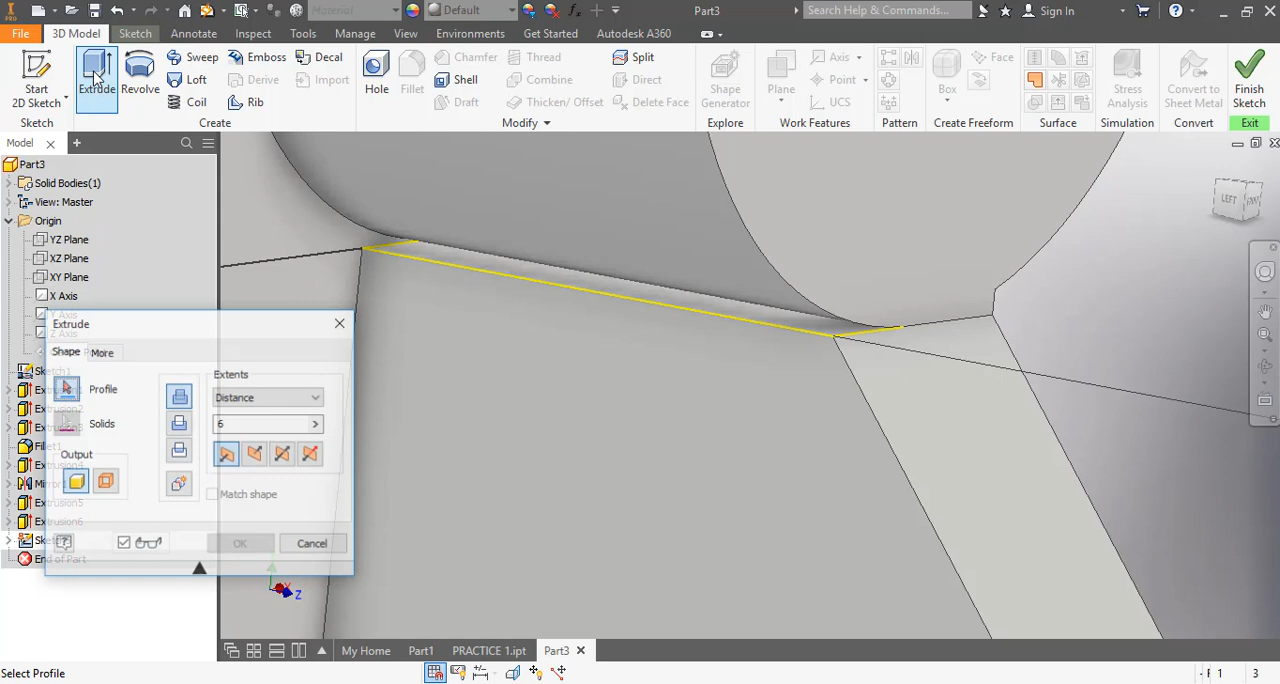 PRO
Material
Default
Part3
Search Help & Commands...
Sign In
File
3D Model
Sketch
Annotate
Inspect
Tools
Manage
View
Environments
Get Started
Autodesk A360
Start
2D Sketch
Extrude
Revolve
Sweep
Emboss
Decal
Loft
Derive
Import
Coil
Rib
Hole
Fillet
Chamfer
Thread
Split
Shell
Combine
Direct
Draft
Thicken/ Offset
Delete Face
Shape
Generator
Plane
Axis
Point
UCS
Box
Face
Stress
Analysis
Convert to
Sheet Metal
Finish
Sketch
Sketch
Create
Modify
Explore
Work Features
Pattern
Create Freeform
Surface
Simulation
Convert
Exit
Model
Part3
Solid Bodies(1)
View: Master
Origin
YZ Plane
XZ Plane
XY Plane
X Axis
LEFT
Extrude
Shape
More
Profile
Solids
Output
Extents
Distance
6
Match shape
OK
Cancel
End of Part
Z
My Home
Part1
PRACTICE 1.ipt
Part3
Select Profile
1
3